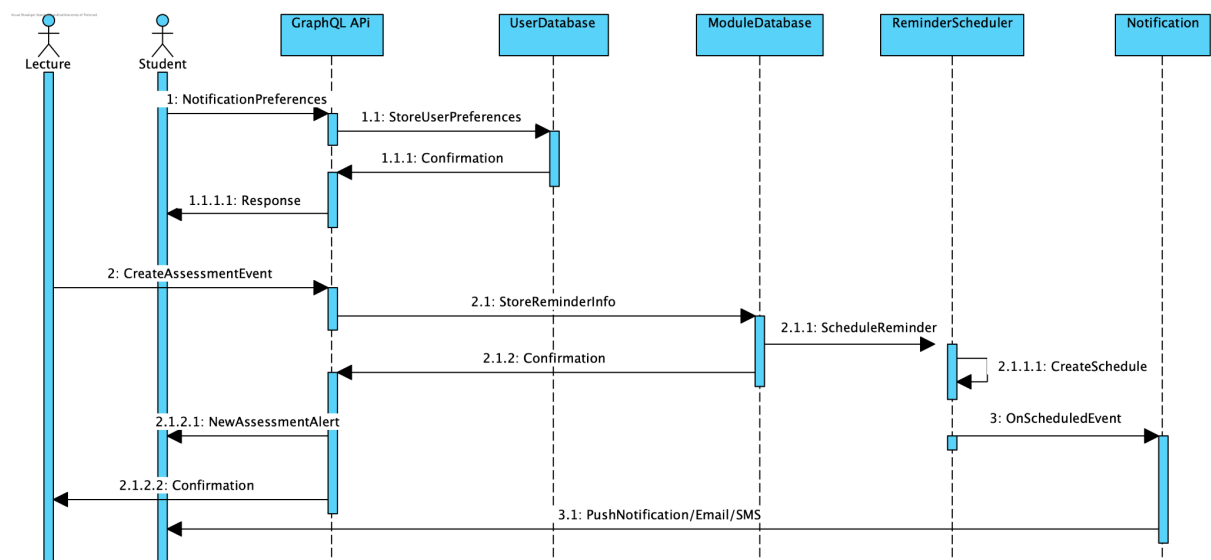 GraphQL APi
UserDatabase
ModuleDatabase
ReminderScheduler
Notification
Lecture
Student
1: NotificationPreferences
1.1: StoreUserPreferences
1.1.1: Confirmation
1.1.1.1: Response
2: CreateAssessmentEvent
2.1: StoreReminderInfo
2.1.1: ScheduleReminder
2.1.2: Confirmation
2.1.1.1: CreateSchedule
2.1.2.1: NewAssessmentAlert
3: OnScheduledEvent
2.1.2.2: Confirmation
3.1: PushNotification/Email/SMS